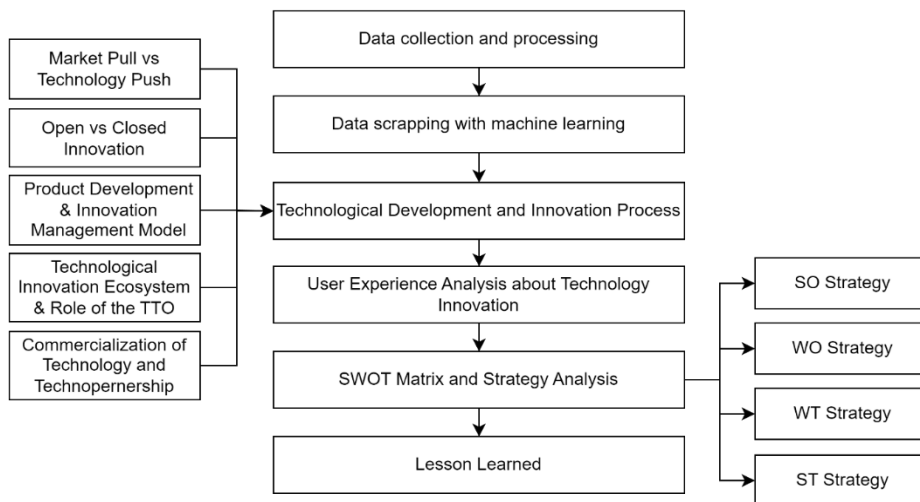 Market Pull vs
Technology Push
Open vs Closed
Innovation
Product Development
& Innovation
Management Model
Technological
Innovation Ecosystem
& Role of the TTO
Commercialization of
Technology and
Technopernership
Data collection and processing
Data scrapping with machine learning
Technological Development and Innovation Process
User Experience Analysis about Technology
Innovation
SWOT Matrix and Strategy Analysis
Lesson Learned
SO Strategy
WO Strategy
WT Strategy
ST Strategy